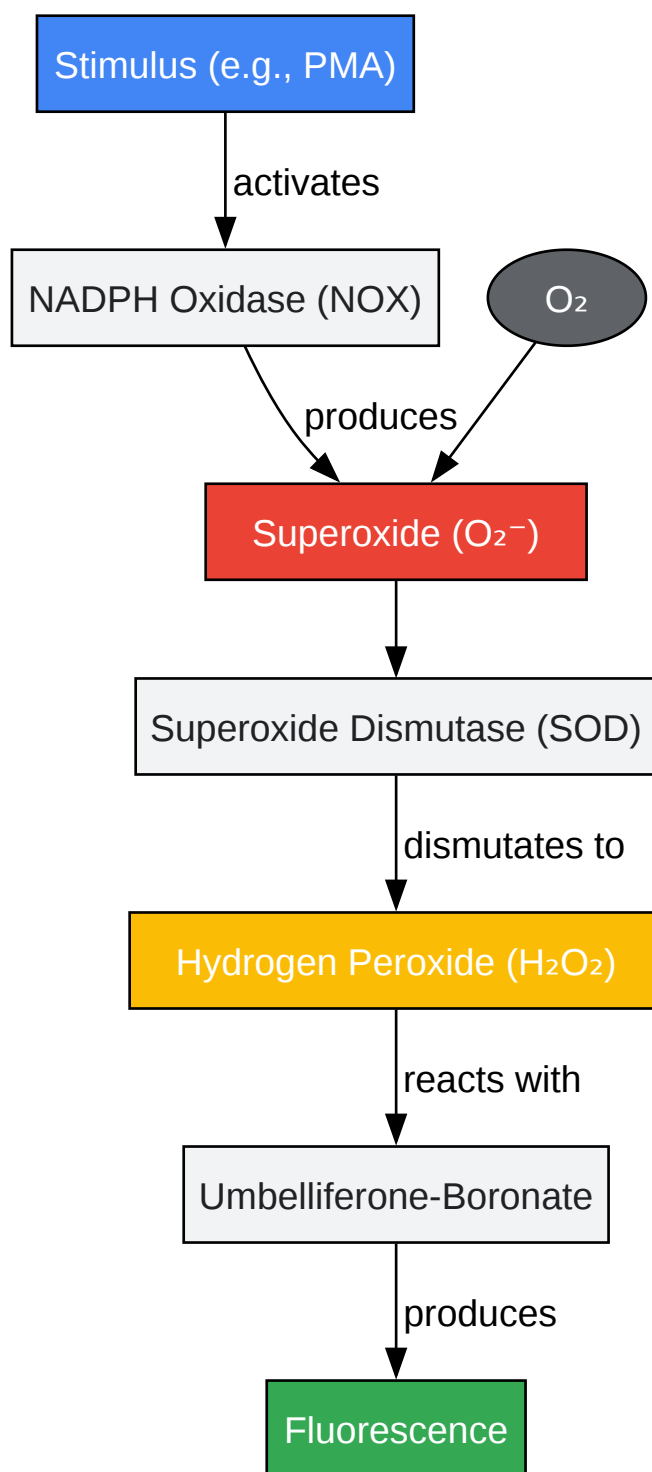 Stimulus (e.g., PMA)
activates
NADPH Oxidase (NOX)
O₂
produces
Superoxide (O₂⁻)
Superoxide Dismutase (SOD)
dismutates to
Hydrogen Peroxide (H₂O₂)
reacts with
Umbelliferone-Boronate
produces
Fluorescence